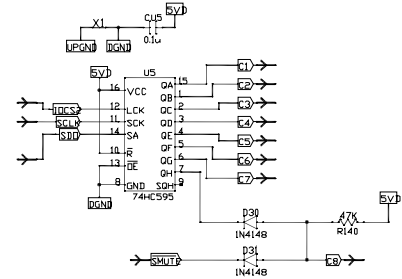 5VD
X1 CU5
UPGND DGND 0.1u
5VD U5
16 VCC QA 15 C1
QB 1 C2
IOCS2 12 LCK QC 2 C3
SCLK 11 SCK QD 3 C4
SDO 14 SA QE 4 C5
QF 5 C6
10 R QG 6 C7
13 OE QH 7
8 GND SQH 9
DGND 74HC595
5VD
D30 47K
1N4148 R140
D31
SMUTE 1N4148 C8